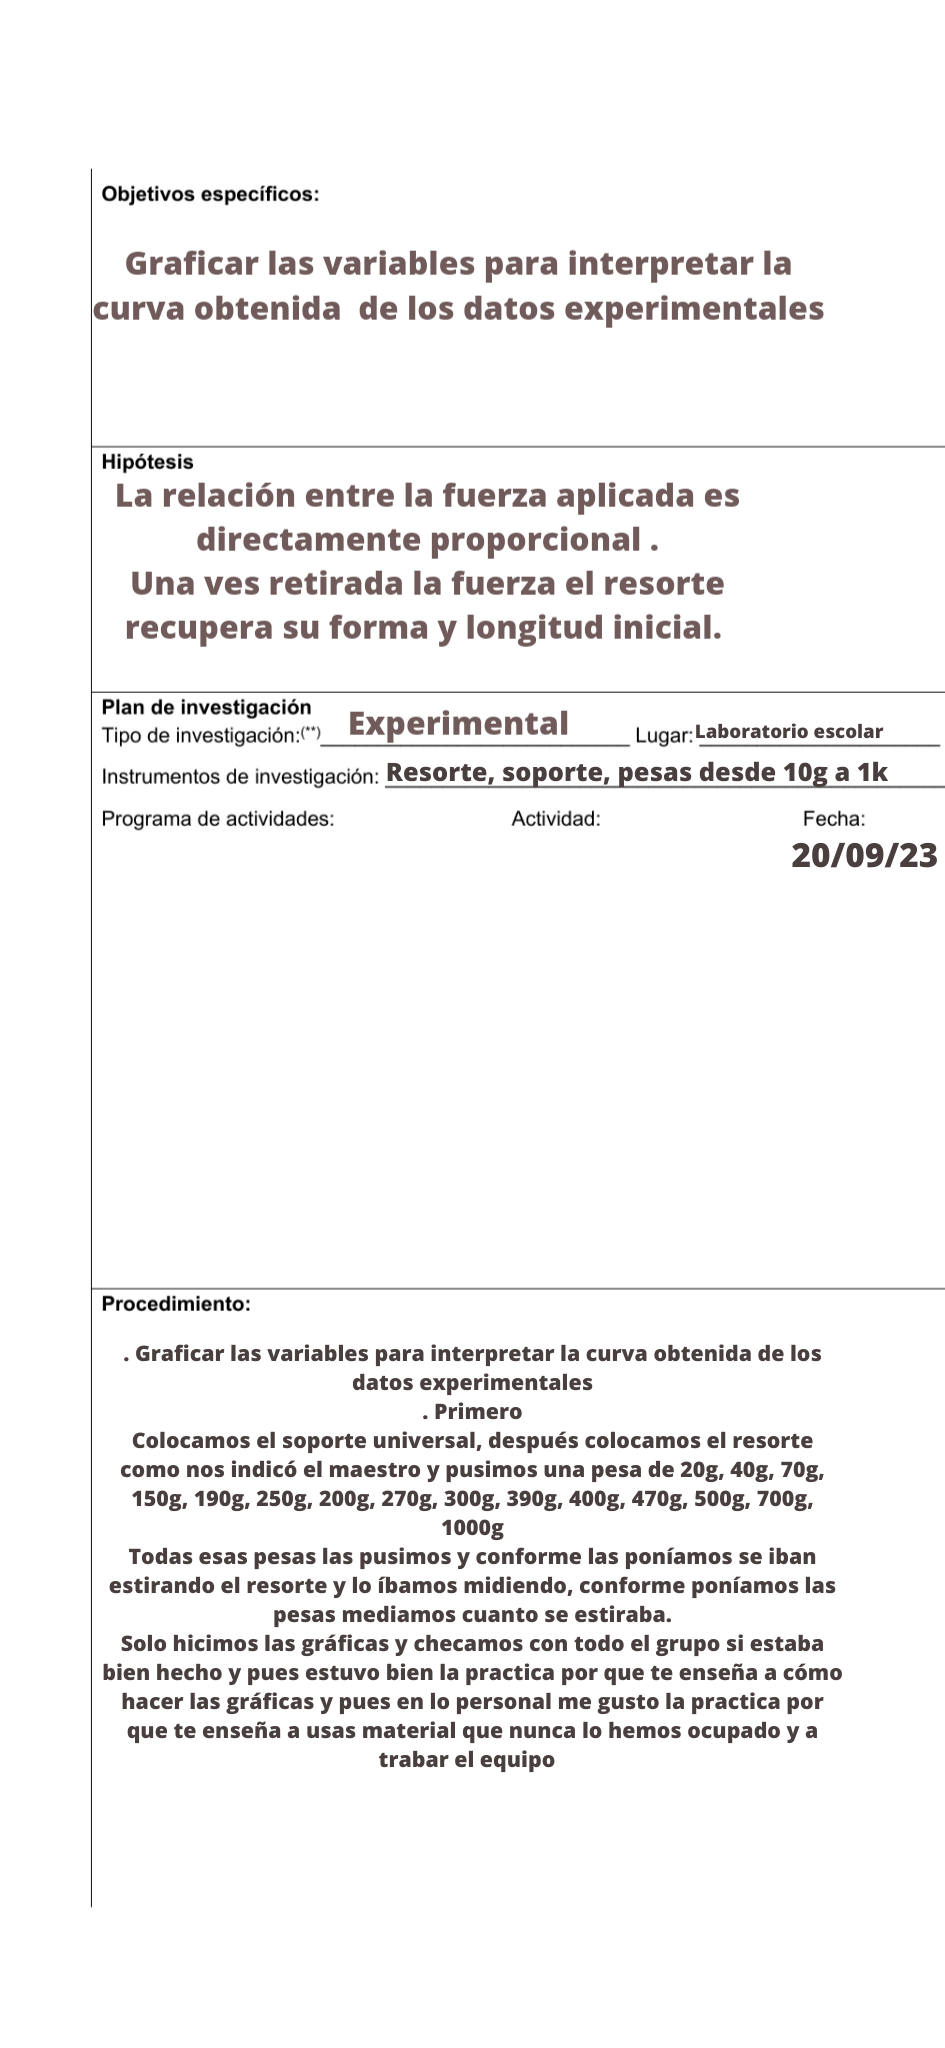 Objetivos específicos:
Graficar las variables para interpretar la
curva obtenida de los datos experimentales
Hipótesis
La relación entre la fuerza aplicada es
directamente proporcional .
Una ves retirada la fuerza el resorte
recupera su forma y longitud inicial.
Plan de investigación
Tipo de investigación:(**) Experimental Lugar: Laboratorio escolar
Instrumentos de investigación: Resorte, soporte, pesas desde 10g a 1k
Programa de actividades: Actividad: Fecha:
20/09/23
Procedimiento:
. Graficar las variables para interpretar la curva obtenida de los
datos experimentales
. Primero
Colocamos el soporte universal, después colocamos el resorte
como nos indicó el maestro y pusimos una pesa de 20g, 40g, 70g,
150g, 190g, 250g, 200g, 270g, 300g, 390g, 400g, 470g, 500g, 700g,
1000g
Todas esas pesas las pusimos y conforme las poníamos se iban
estirando el resorte y lo íbamos midiendo, conforme poníamos las
pesas mediamos cuanto se estiraba.
Solo hicimos las gráficas y checamos con todo el grupo si estaba
bien hecho y pues estuvo bien la practica por que te enseña a cómo
hacer las gráficas y pues en lo personal me gusto la practica por
que te enseña a usas material que nunca lo hemos ocupado y a
trabar el equipo